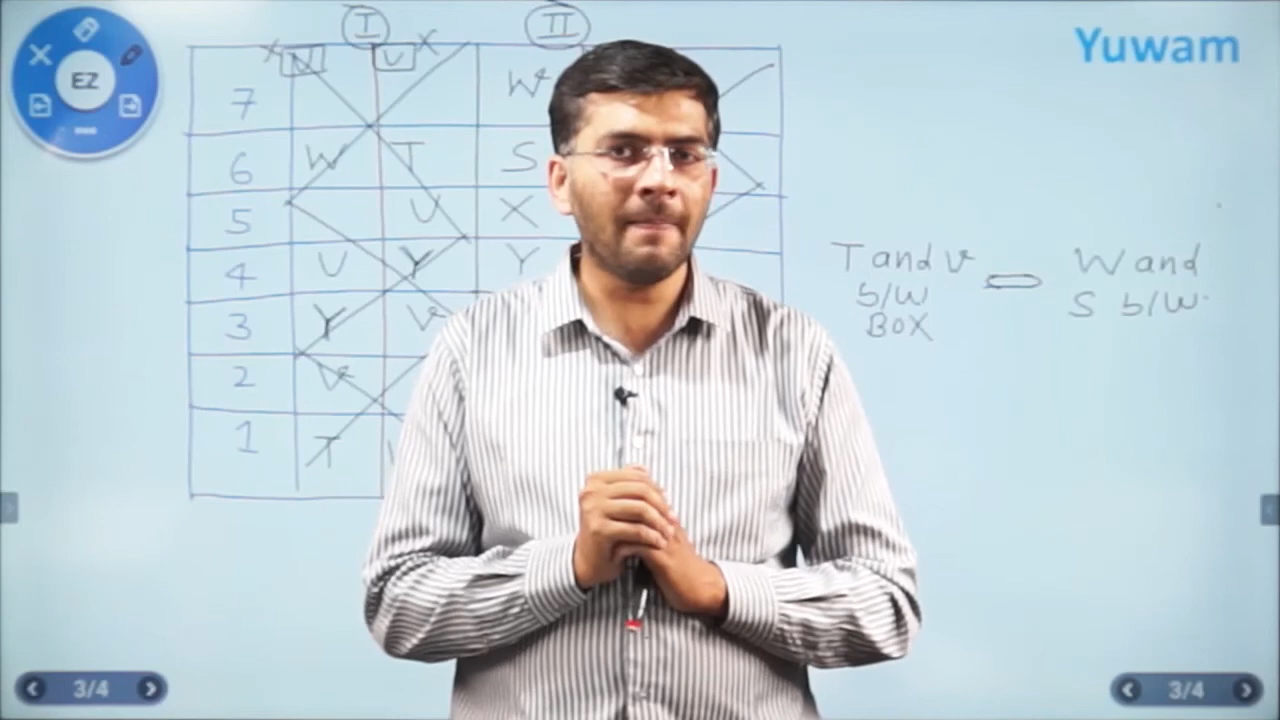 I II
Yuwam
EZ
x U U x
7 W
6 W T S
5 U X
4 U Y Y
3 Y V
2 V
1 T
T and V = W and
b/W S b/W
BOX
3/4 3/4